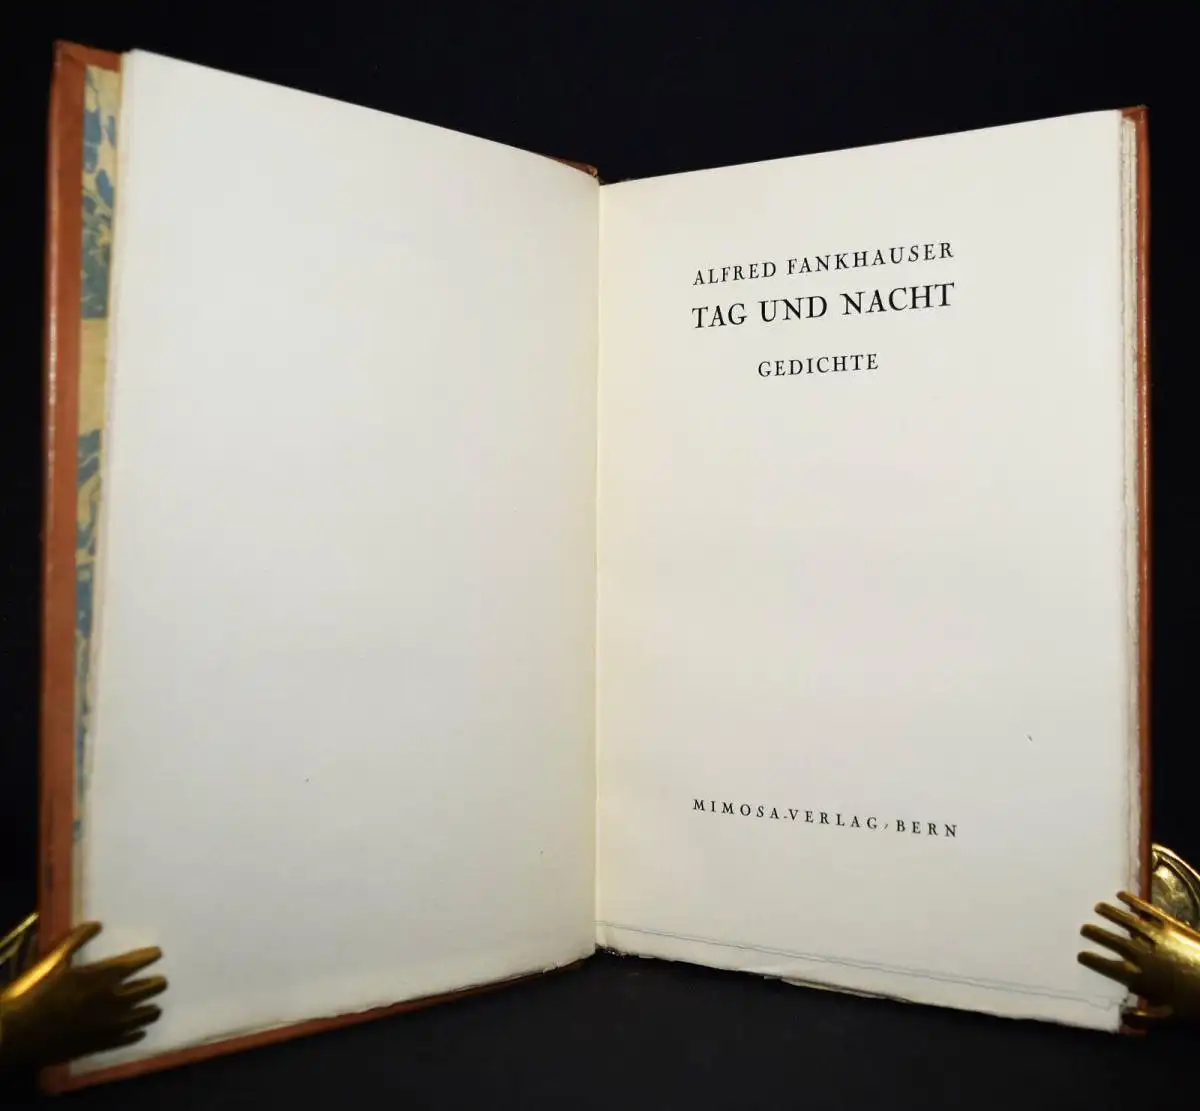 ALFRED FANKHAUSER
TAG UND NACHT
GEDICHTE
MIMOSA-VERLAG, BERN